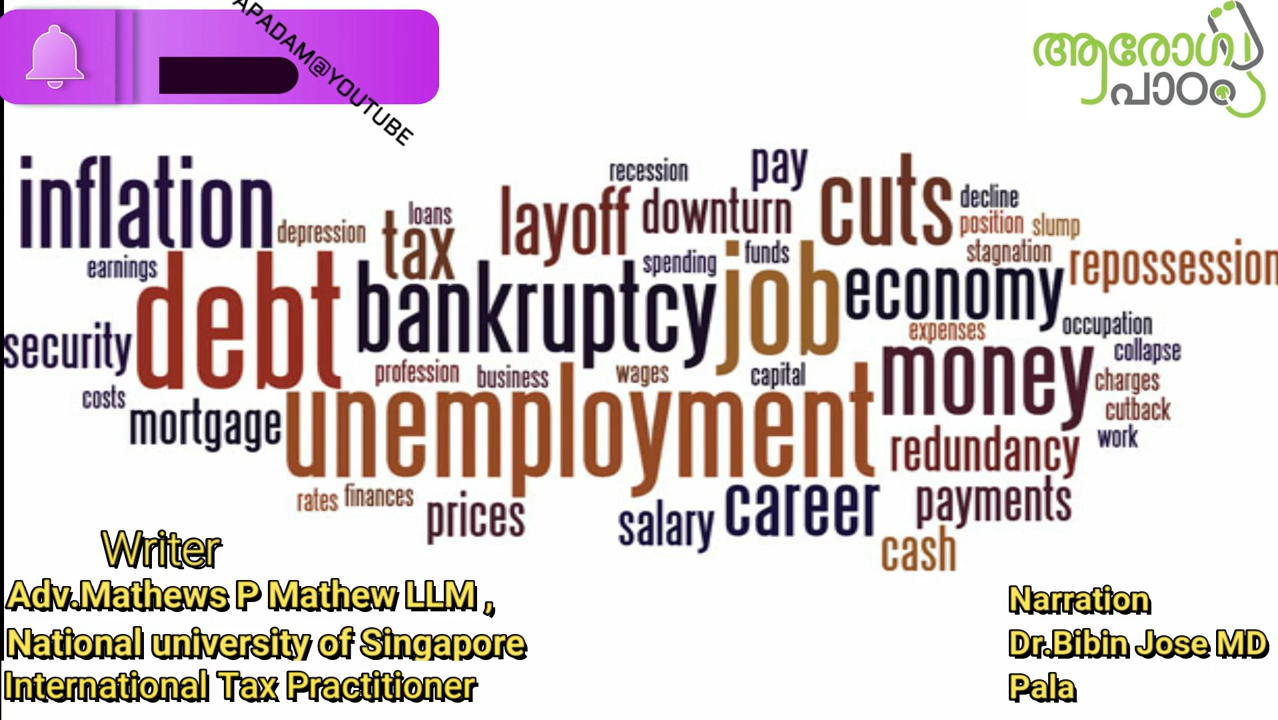 APADAM@YOUTUBE
ആരോഗ്യ
പാഠം
inflation
depression
loans
tax
layoff
recession
downturn
pay
cuts
decline
position
slump
stagnation
repossession
earnings
debt
bankruptcy
spending
funds
job
economy
expenses
occupation
collapse
security
costs
mortgage
profession
business
wages
capital
unemployment
money
charges
cutback
work
redundancy
rates
finances
prices
salary
career
payments
cash
Writer
Adv.Mathews P Mathew LLM ,
National university of Singapore
International Tax Practitioner
Narration
Dr.Bibin Jose MD
Pala